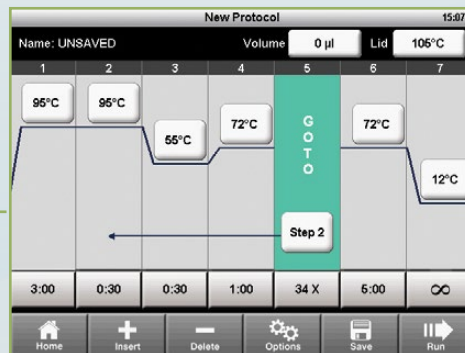 New Protocol 15:07
Name: UNSAVED Volume 0 µl Lid 105°C
1 2 3 4 5 6 7
95°C 95°C 55°C 72°C GOTO 72°C 12°C
Step 2
3:00 0:30 0:30 1:00 34 X 5:00 ∞
Home Insert Delete Options Save Run